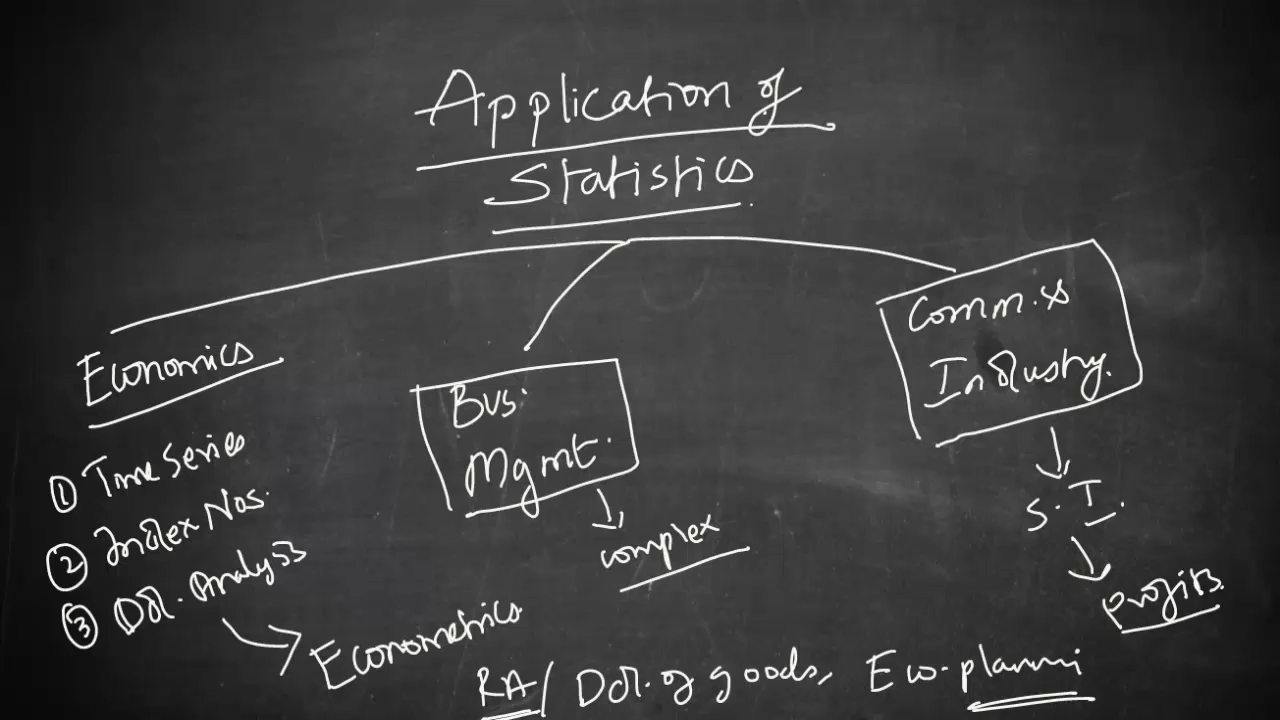 Application of
Statistics
Economics
① Time Series
② Index Nos.
③ Dd. Analysis
Econometrics
Bus.
Mgmt.
complex
Comm. &
Industry.
S. T.
profits
RA / Dd. of goods, Eco. planni